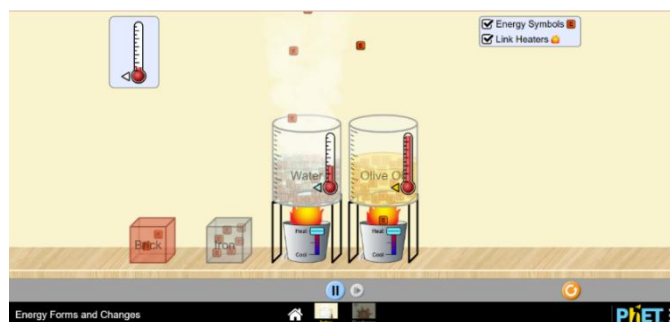 Energy Symbols E
Link Heaters
Water
Olive Oil
Brick
Iron
Heat
Cool
Heat
Cool
Energy Forms and Changes
PhET